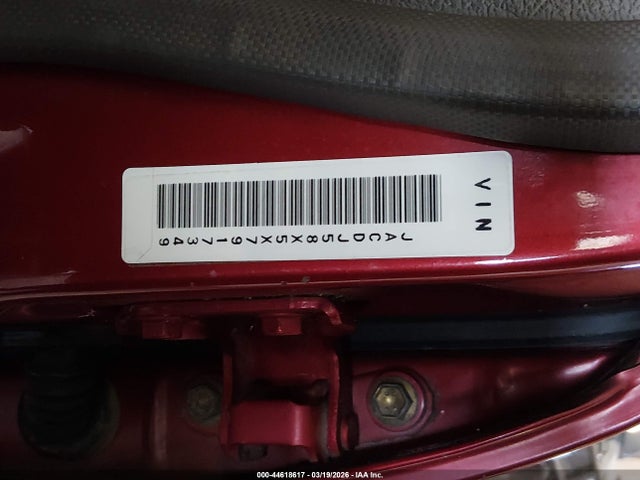 VIN
JACDJ58X5X7917349
000-44618617 - 03/19/2026 - IAA Inc.